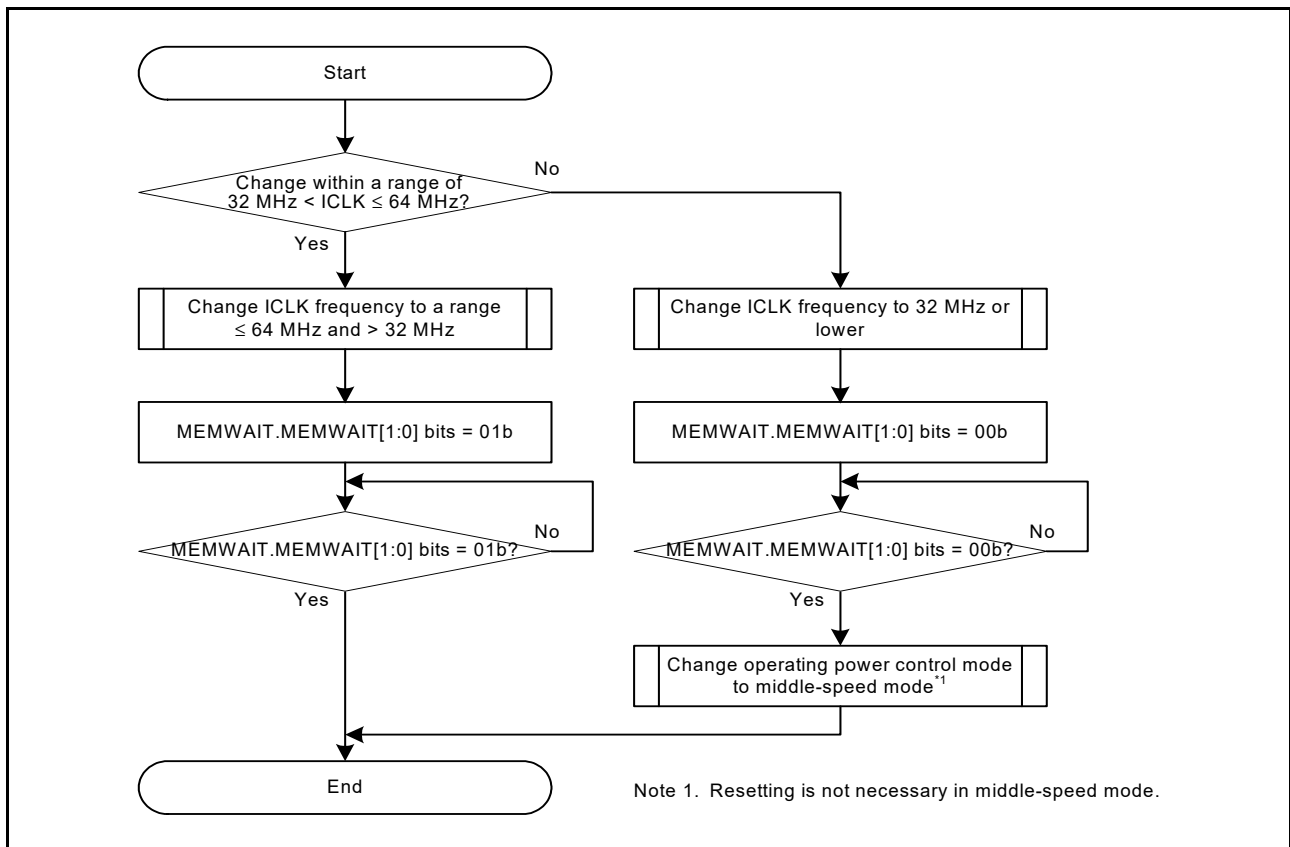 Start
Change within a range of
32 MHz < ICLK ≤ 64 MHz?
No
Yes
Change ICLK frequency to a range
≤ 64 MHz and > 32 MHz
Change ICLK frequency to 32 MHz or
lower
MEMWAIT.MEMWAIT[1:0] bits = 01b
MEMWAIT.MEMWAIT[1:0] bits = 00b
MEMWAIT.MEMWAIT[1:0] bits = 01b?
No
MEMWAIT.MEMWAIT[1:0] bits = 00b?
No
Yes
Yes
Change operating power control mode
to middle-speed mode*1
End
Note 1. Resetting is not necessary in middle-speed mode.